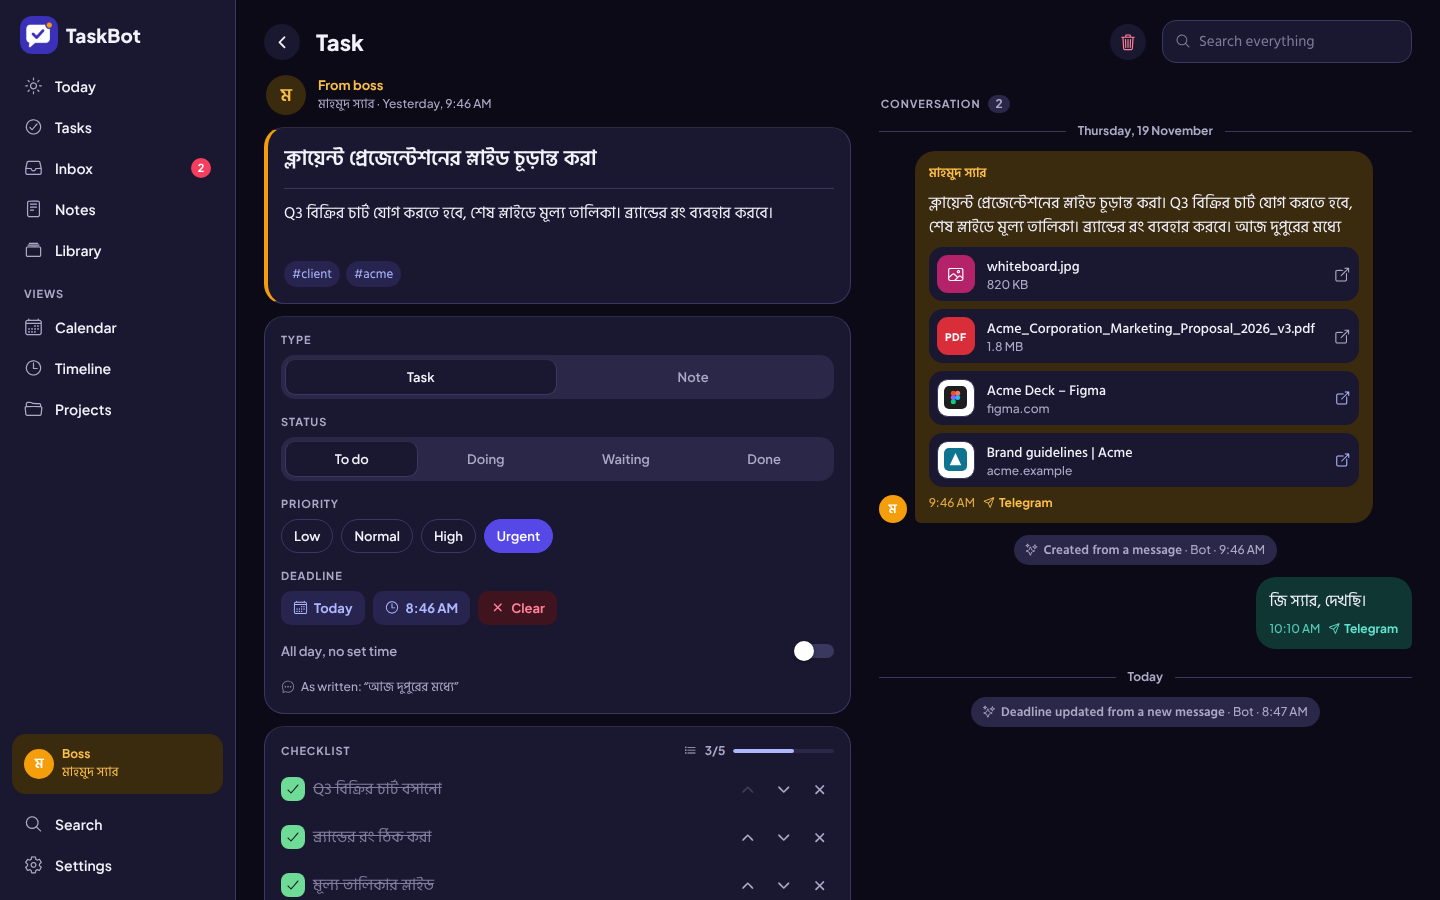 TaskBot
Today
Tasks
Inbox 2
Notes
Library
VIEWS
Calendar
Timeline
Projects
ম
Boss
মাহমুদ স্যার
Search
Settings
Task
Search everything
ম
From boss
মাহমুদ স্যার · Yesterday, 9:46 AM
ক্লায়েন্ট প্রেজেন্টেশনের স্লাইড চূড়ান্ত করা
Q3 বিক্রির চার্ট যোগ করতে হবে, শেষ স্লাইডে মূল্য তালিকা। ব্র্যান্ডের রং ব্যবহার করবে।
#client #acme
TYPE
Task Note
STATUS
To do Doing Waiting Done
PRIORITY
Low Normal High Urgent
DEADLINE
Today 8:46 AM Clear
All day, no set time
As written: “আজ দুপুরের মধ্যে”
CHECKLIST 3/5
Q3 বিক্রির চার্ট বসানো
ব্র্যান্ডের রং ঠিক করা
মূল্য তালিকার স্লাইড
CONVERSATION 2
Thursday, 19 November
মাহমুদ স্যার
ক্লায়েন্ট প্রেজেন্টেশনের স্লাইড চূড়ান্ত করা। Q3 বিক্রির চার্ট যোগ করতে হবে,
শেষ স্লাইডে মূল্য তালিকা। ব্র্যান্ডের রং ব্যবহার করবে। আজ দুপুরের মধ্যে
whiteboard.jpg
820 KB
PDF
Acme_Corporation_Marketing_Proposal_2026_v3.pdf
1.8 MB
Acme Deck – Figma
figma.com
Brand guidelines | Acme
acme.example
9:46 AM Telegram
ম
Created from a message · Bot · 9:46 AM
জি স্যার, দেখছি।
10:10 AM Telegram
Today
Deadline updated from a new message · Bot · 8:47 AM